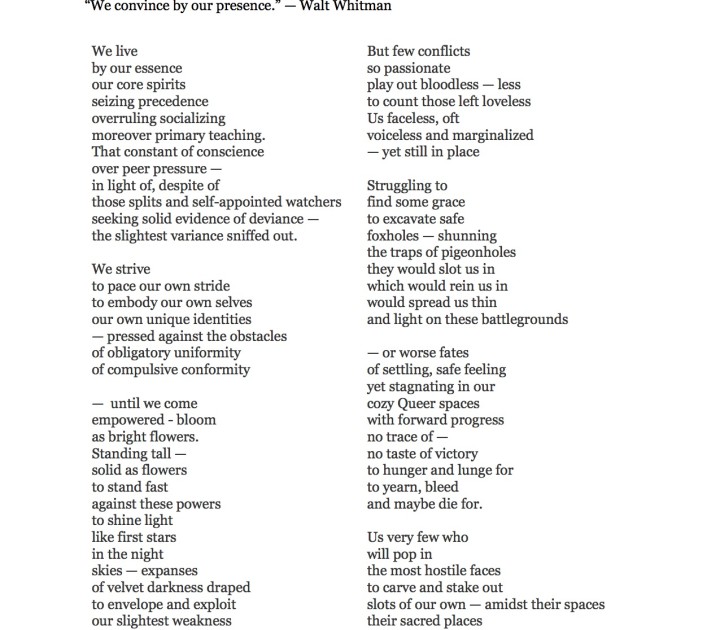 “We convince by our presence.” — Walt Whitman
We live
by our essence
our core spirits
seizing precedence
overruling socializing
moreover primary teaching.
That constant of conscience
over peer pressure —
in light of, despite of
those splits and self-appointed watchers
seeking solid evidence of deviance —
the slightest variance sniffed out.
We strive
to pace our own stride
to embody our own selves
our own unique identities
— pressed against the obstacles
of obligatory uniformity
of compulsive conformity
— until we come
empowered - bloom
as bright flowers.
Standing tall —
solid as flowers
to stand fast
against these powers
to shine light
like first stars
in the night
skies — expanses
of velvet darkness draped
to envelope and exploit
our slightest weakness
But few conflicts
so passionate
play out bloodless — less
to count those left loveless
Us faceless, oft
voiceless and marginalized
— yet still in place
Struggling to
find some grace
to excavate safe
foxholes — shunning
the traps of pigeonholes
they would slot us in
which would rein us in
would spread us thin
and light on these battlegrounds
— or worse fates
of settling, safe feeling
yet stagnating in our
cozy Queer spaces
with forward progress
no trace of —
no taste of victory
to hunger and lunge for
to yearn, bleed
and maybe die for.
Us very few who
will pop in
the most hostile faces
to carve and stake out
slots of our own — amidst their spaces
their sacred places